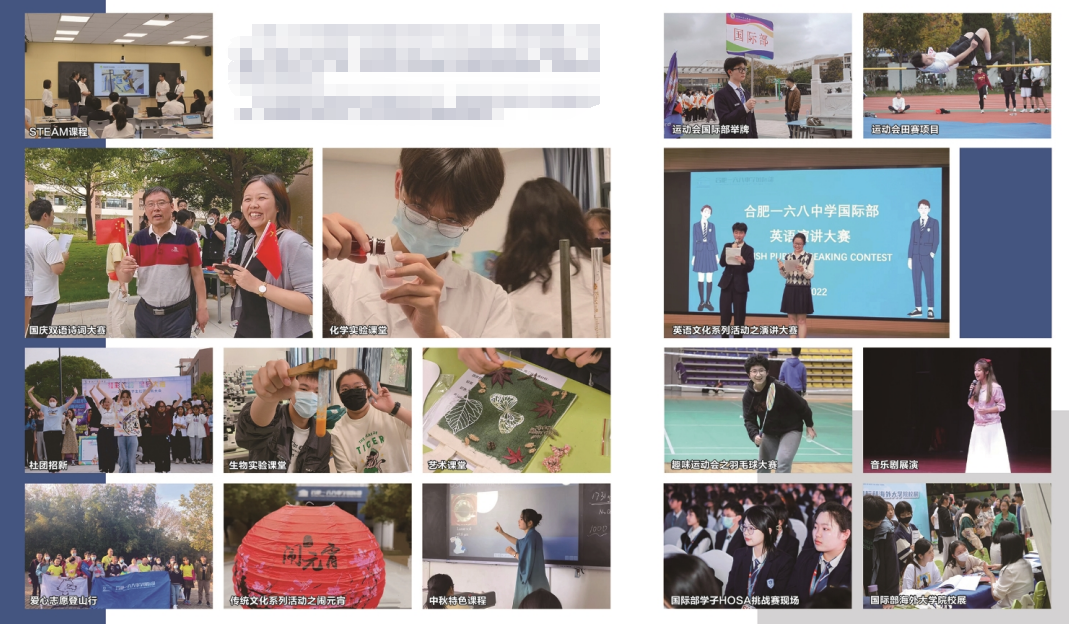 STEAM课程
国际部
运动会国际部举牌
运动会田赛项目
国庆双语诗词大赛
化学实验课堂
合肥一六八中学国际部
英语演讲大赛
SPEAKING CONTEST
2022
英语文化系列活动之演讲大赛
社团招新
TIGER
生物实验课堂
艺术课堂
趣味运动会之羽毛球大赛
音乐剧展演
爱心志愿登山行
闹元宵
传统文化系列活动之闹元宵
中秋特色课程
国际部学子HOSA挑战赛现场
国际部海外大学院校展